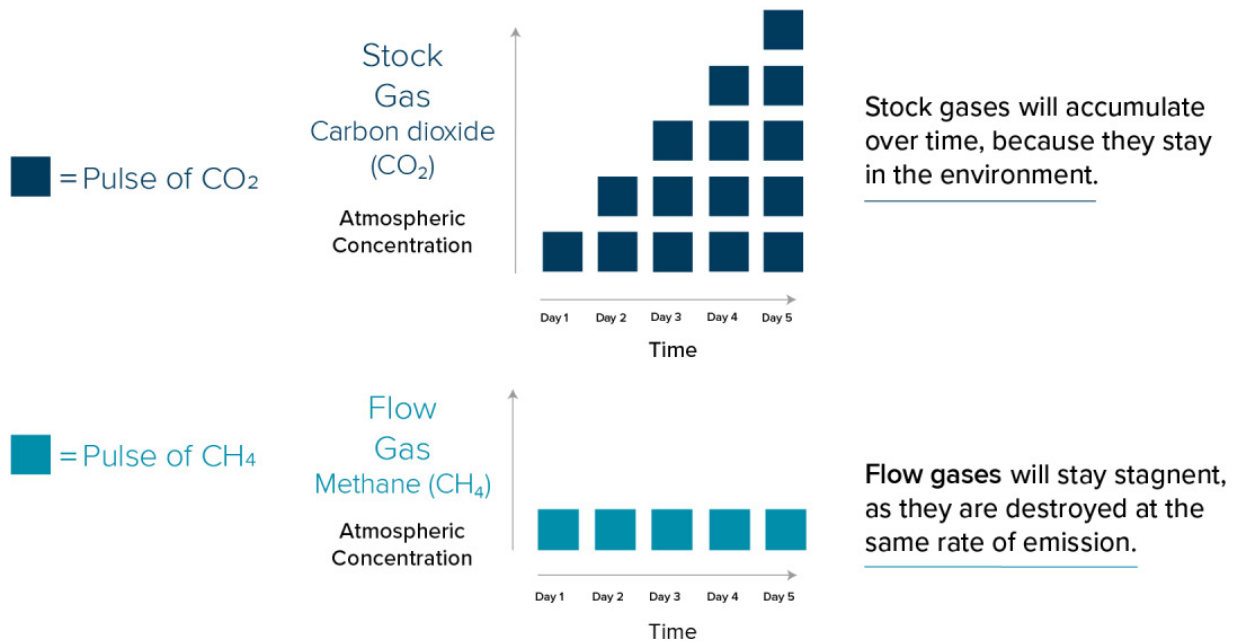 Stock
Gas
Carbon dioxide
(CO₂)
= Pulse of CO₂
Atmospheric
Concentration
Day 1 Day 2 Day 3 Day 4 Day 5
Time
Stock gases will accumulate
over time, because they stay
in the environment.
Flow
Gas
Methane (CH₄)
= Pulse of CH₄
Atmospheric
Concentration
Day 1 Day 2 Day 3 Day 4 Day 5
Time
Flow gases will stay stagnent,
as they are destroyed at the
same rate of emission.